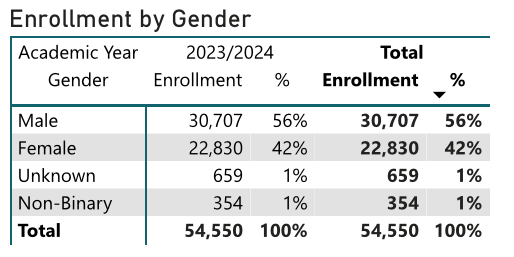 Enrollment by Gender
Academic Year 2023/2024 Total
Gender Enrollment % Enrollment %
Male 30,707 56% 30,707 56%
Female 22,830 42% 22,830 42%
Unknown 659 1% 659 1%
Non-Binary 354 1% 354 1%
Total 54,550 100% 54,550 100%